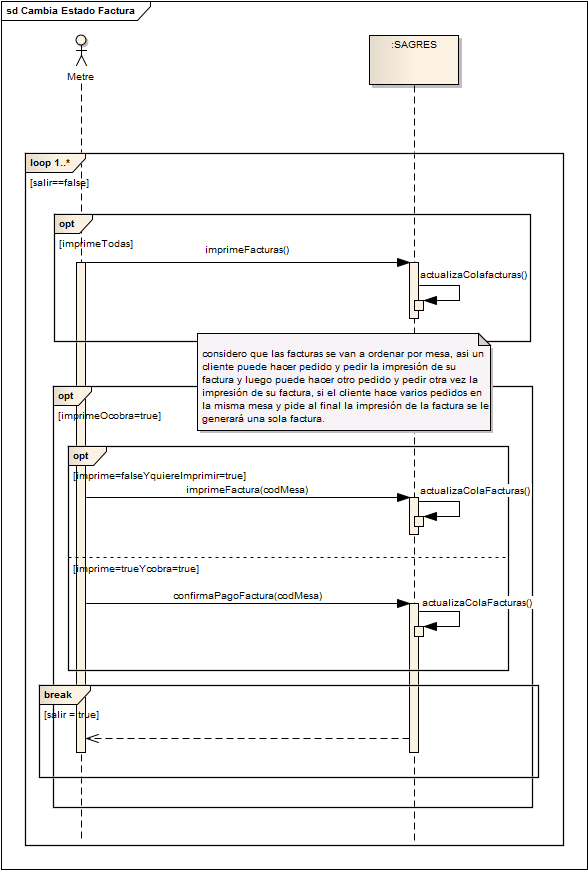 sd Cambia Estado Factura
Metre
:SAGRES
loop 1..*
[salir==false]
opt
[imprimeTodas]
imprimeFacturas()
actualizaColafacturas()
considero que las facturas se van a ordenar por mesa, asi un
cliente puede hacer pedido y pedir la impresión de su
factura y luego puede hacer otro pedido y pedir otra vez la
impresión de su factura, si el cliente hace varios pedidos en
la misma mesa y pide al final la impresión de la factura se le
generará una sola factura.
opt
[imprimeOcobra=true]
opt
[imprime=falseYquiereImprimir=true]
imprimeFactura(codMesa)
actualizaColaFacturas()
[imprime=trueYcobra=true]
confirmaPagoFactura(codMesa)
actualizaColaFacturas()
break
[salir = true]